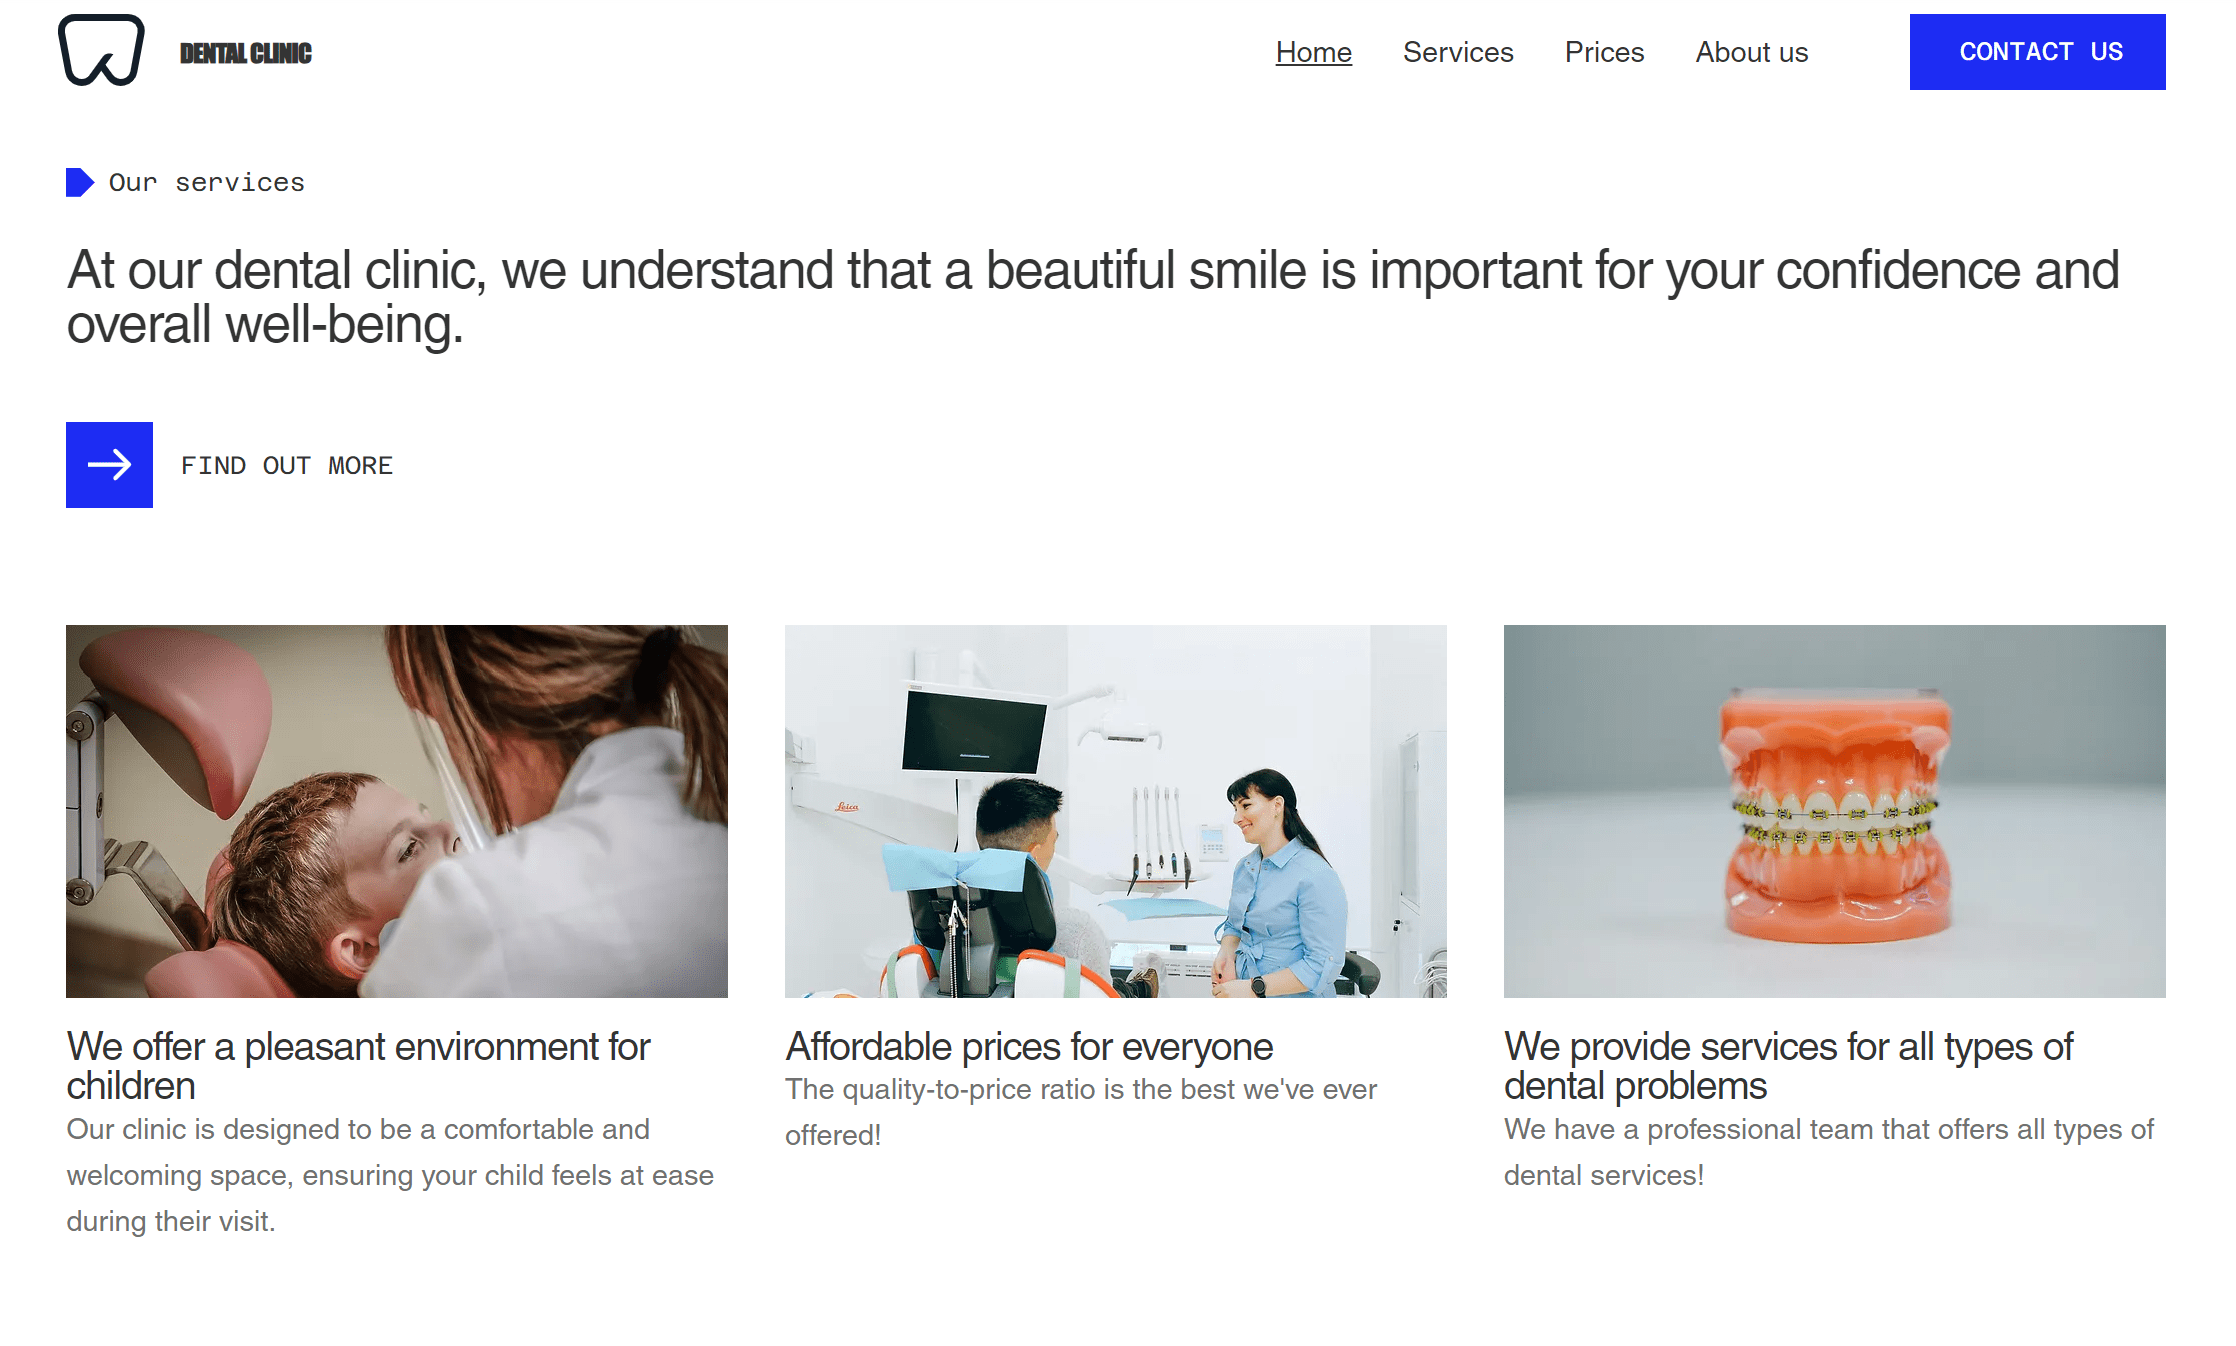 DENTAL CLINIC
Home Services Prices About us CONTACT US
Our services
At our dental clinic, we understand that a beautiful smile is important for your confidence and
overall well-being.
FIND OUT MORE
Leica
We offer a pleasant environment for
children
Our clinic is designed to be a comfortable and
welcoming space, ensuring your child feels at ease
during their visit.
Affordable prices for everyone
The quality-to-price ratio is the best we've ever
offered!
We provide services for all types of
dental problems
We have a professional team that offers all types of
dental services!